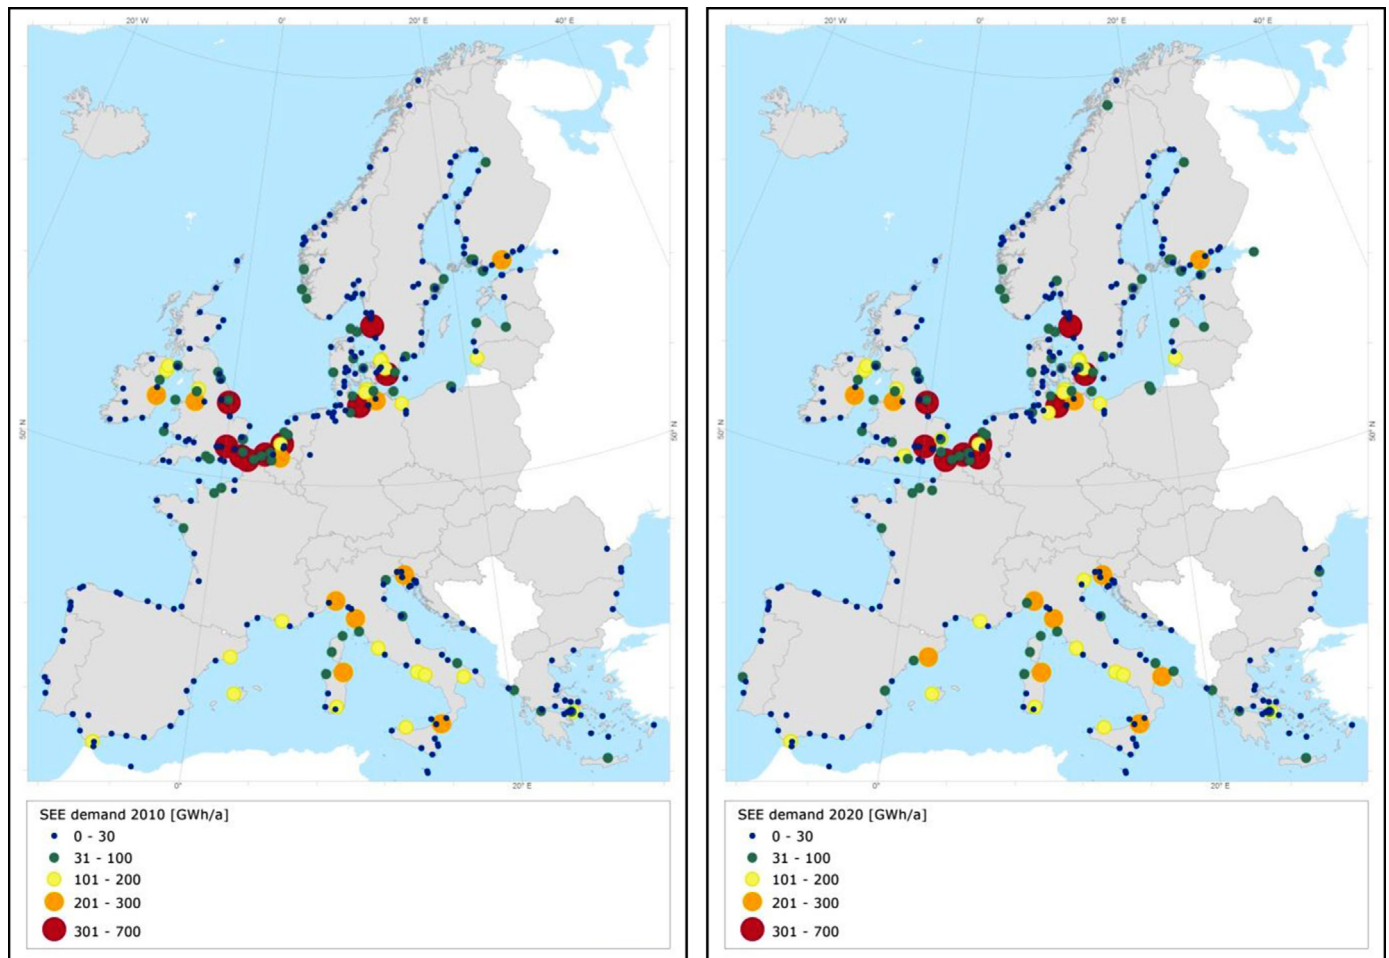 20° W 0° 20° E 40° E
50° N 50° N
0° 20° E
SEE demand 2010 [GWh/a]
0 - 30
31 - 100
101 - 200
201 - 300
301 - 700
20° W 0° 20° E 40° E
50° N 50° N
0° 20° E
SEE demand 2020 [GWh/a]
0 - 30
31 - 100
101 - 200
201 - 300
301 - 700